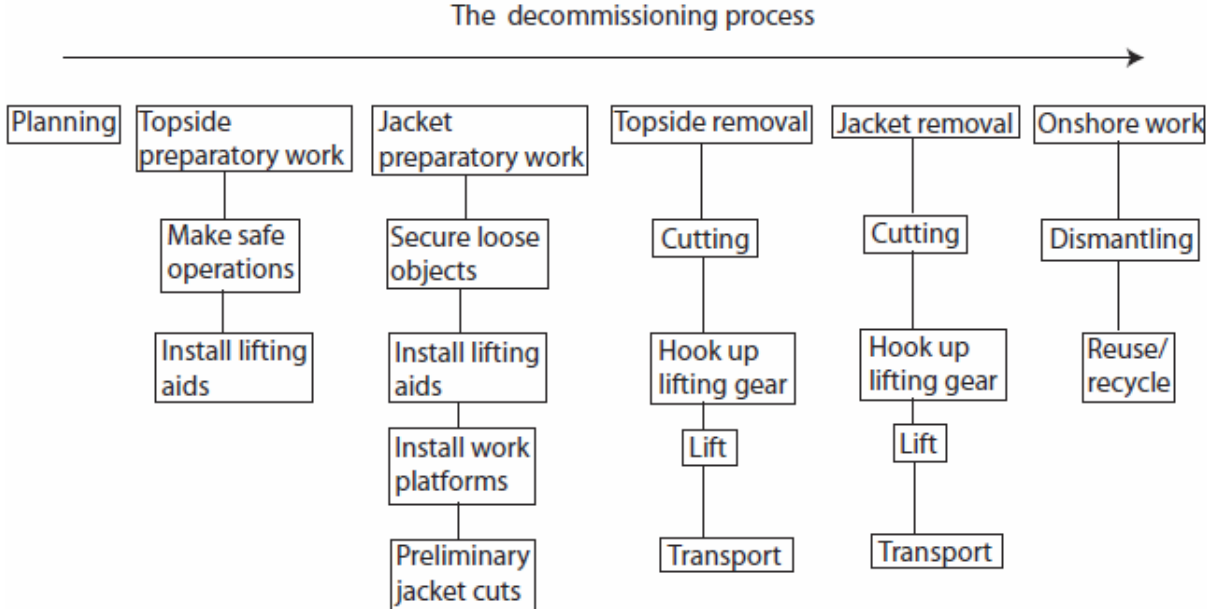 The decommissioning process
Planning
Topside
preparatory work
Jacket
preparatory work
Topside removal
Jacket removal
Onshore work
Make safe
operations
Secure loose
objects
Cutting
Cutting
Dismantling
Install lifting
aids
Install lifting
aids
Hook up
lifting gear
Hook up
lifting gear
Reuse/
recycle
Install work
platforms
Lift
Lift
Preliminary
jacket cuts
Transport
Transport